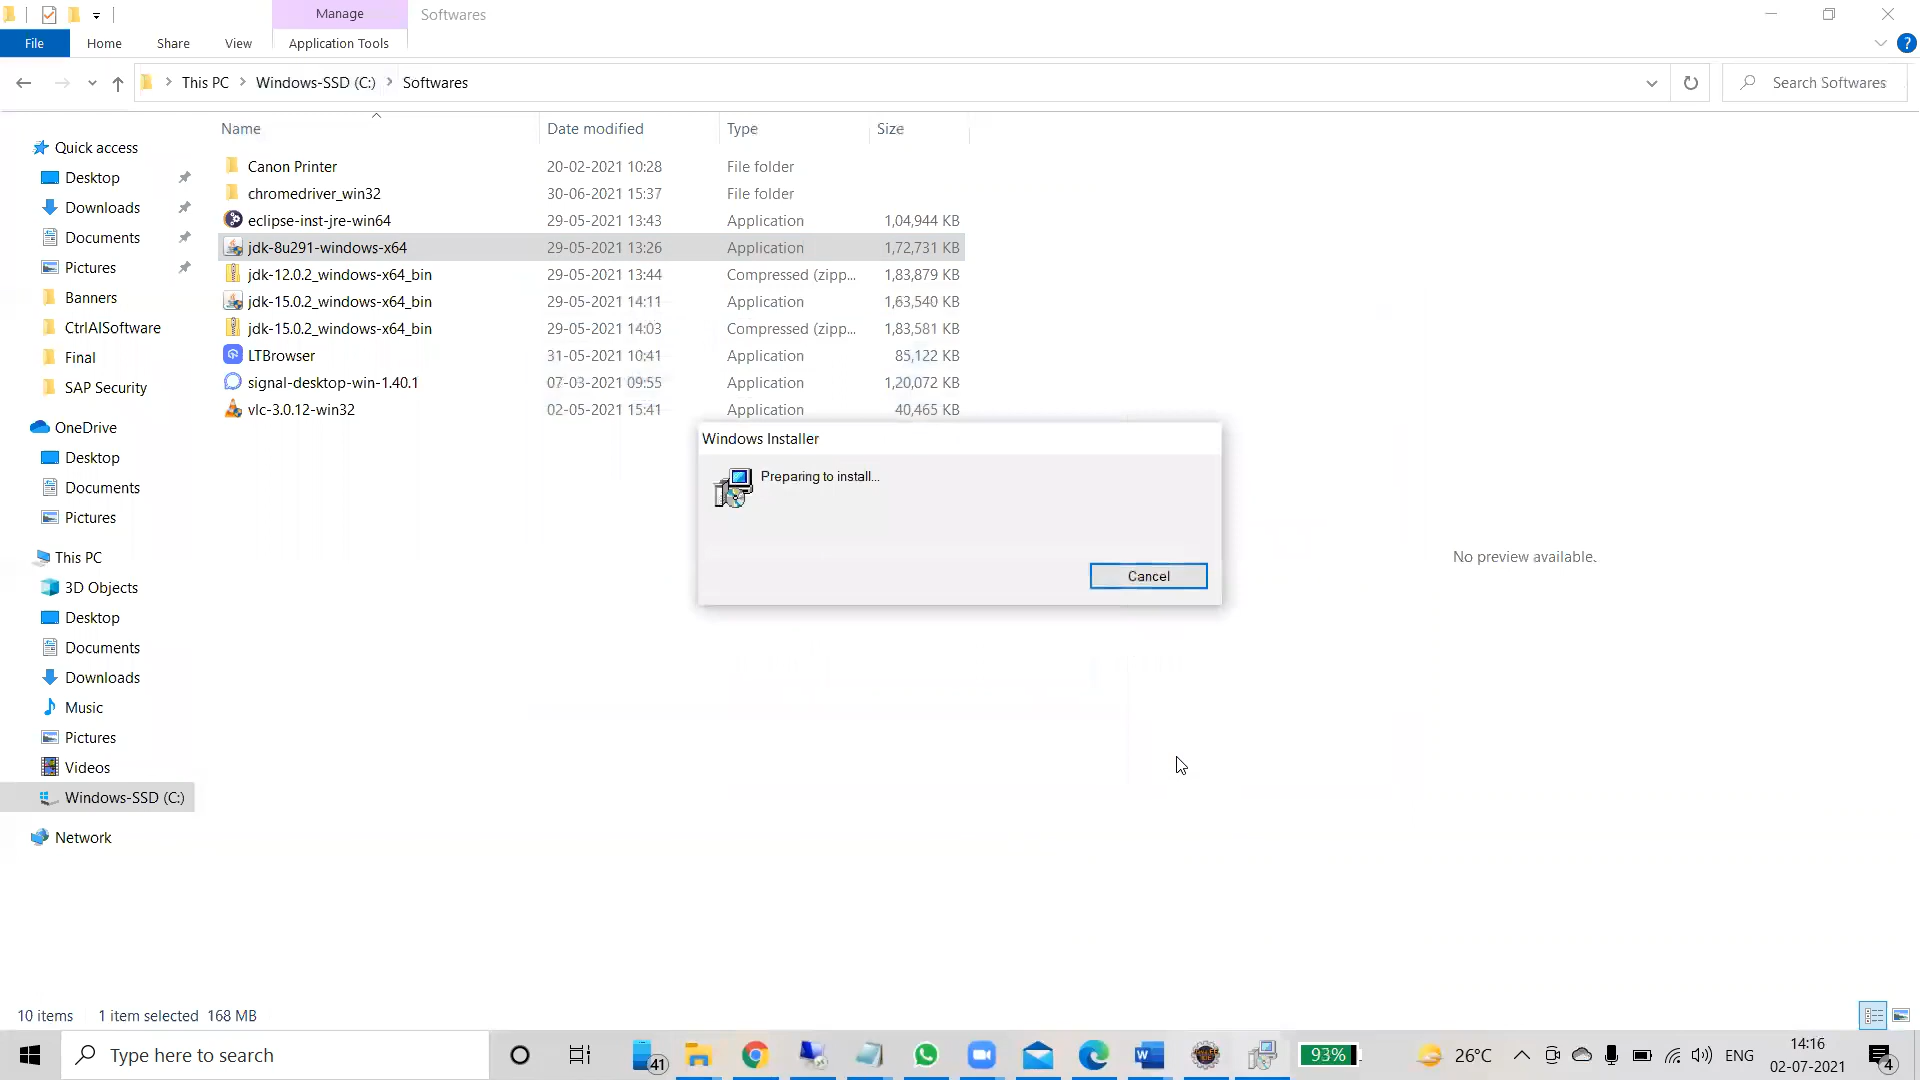 Manage
Softwares
File
Home
Share
View
Application Tools
?
This PC
Windows-SSD (C:)
Softwares
Search Softwares
Name
Date modified
Type
Size
Canon Printer
20-02-2021 10:28
File folder
chromedriver_win32
30-06-2021 15:37
File folder
eclipse-inst-jre-win64
29-05-2021 13:43
Application
1,04,944 KB
jdk-8u291-windows-x64
29-05-2021 13:26
Application
1,72,731 KB
jdk-12.0.2_windows-x64_bin
29-05-2021 13:44
Compressed (zipp...
1,83,879 KB
jdk-15.0.2_windows-x64_bin
29-05-2021 14:11
Application
1,63,540 KB
jdk-15.0.2_windows-x64_bin
29-05-2021 14:03
Compressed (zipp...
1,83,581 KB
LTBrowser
31-05-2021 10:41
Application
85,122 KB
signal-desktop-win-1.40.1
07-03-2021 09:55
Application
1,20,072 KB
vlc-3.0.12-win32
02-05-2021 15:41
Application
40,465 KB
Quick access
Desktop
Downloads
Documents
Pictures
Banners
CtrlAISoftware
Final
SAP Security
OneDrive
Desktop
Documents
Pictures
This PC
3D Objects
Desktop
Documents
Downloads
Music
Pictures
Videos
Windows-SSD (C:)
Network
Windows Installer
Preparing to install...
Cancel
No preview available.
10 items
1 item selected 168 MB
Type here to search
41
93%
26°C
ENG
14:16
02-07-2021
4